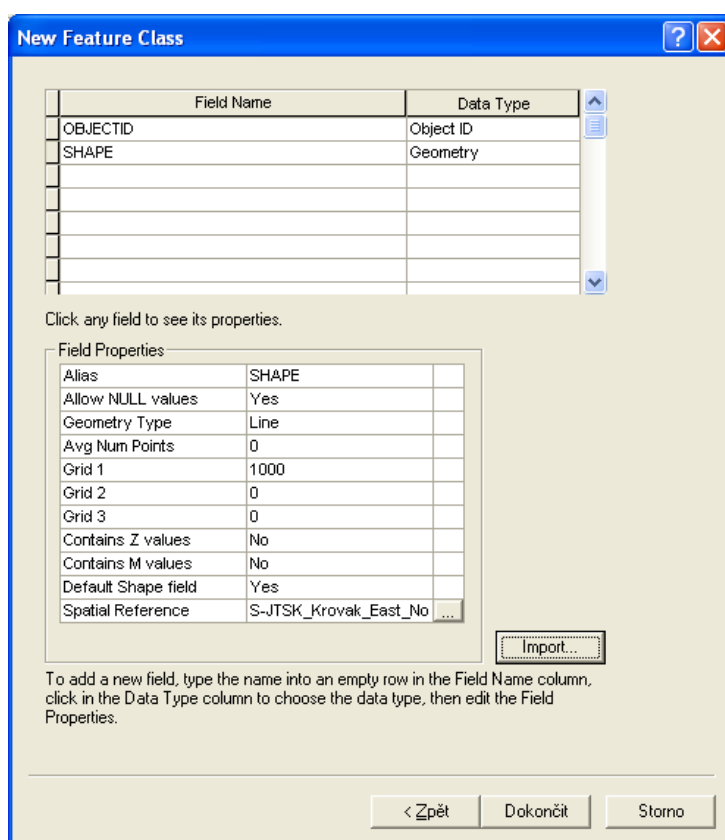 New Feature Class
Field Name Data Type
OBJECTID Object ID
SHAPE Geometry
Click any field to see its properties.
Field Properties
Alias SHAPE
Allow NULL values Yes
Geometry Type Line
Avg Num Points 0
Grid 1 1000
Grid 2 0
Grid 3 0
Contains Z values No
Contains M values No
Default Shape field Yes
Spatial Reference S-JTSK_Krovak_East_No ...
Import...
To add a new field, type the name into an empty row in the Field Name column,
click in the Data Type column to choose the data type, then edit the Field
Properties.
< Zpět Dokončit Storno